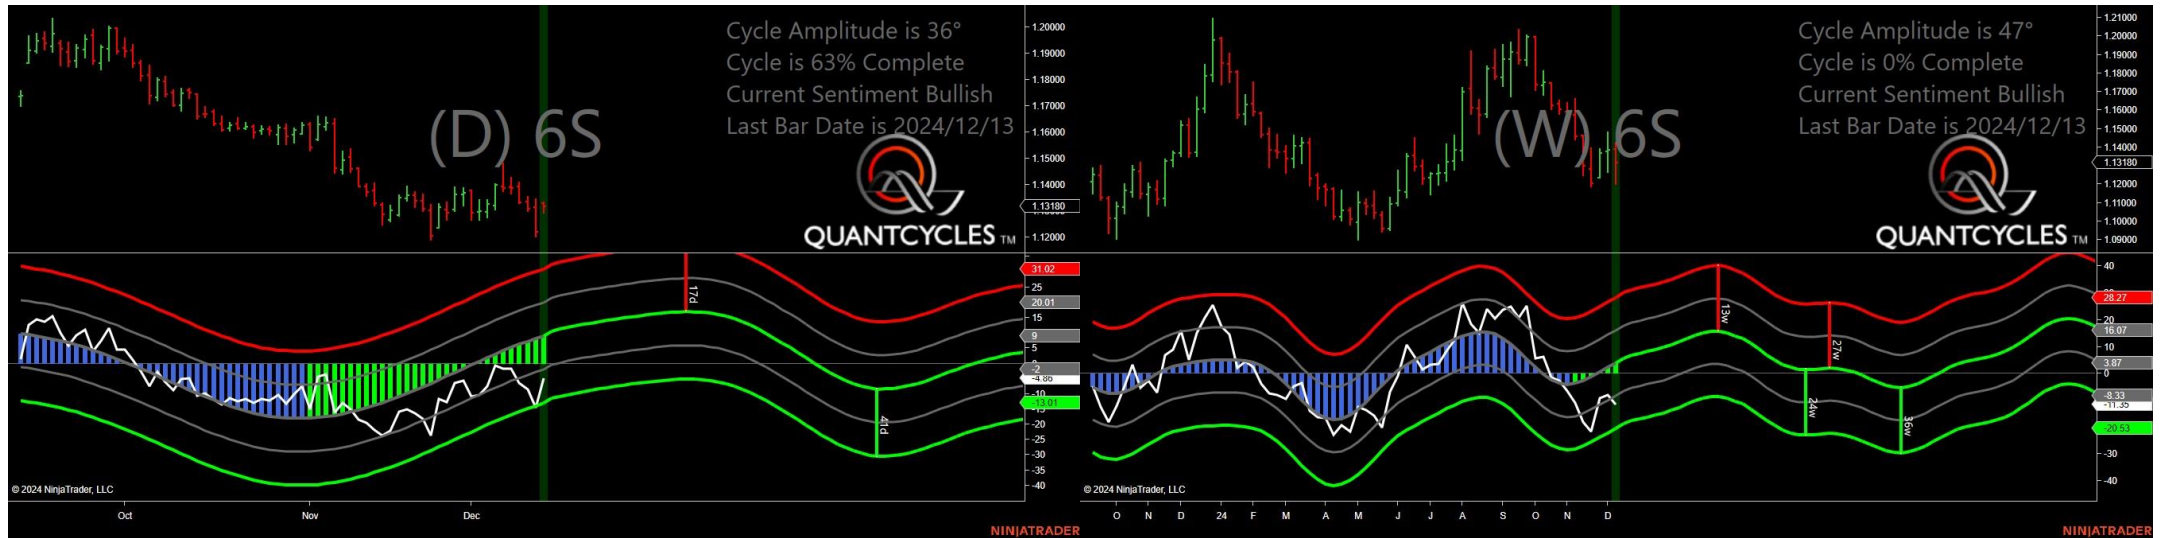 Cycle Amplitude is 36°
Cycle is 63% Complete
Current Sentiment Bullish
Last Bar Date is 2024/12/13
(D) 6S
QUANTCYCLES TM
1.20000
1.19000
1.18000
1.17000
1.16000
1.15000
1.14000
1.13180
1.12000
31.02
25
20.01
15
9
5
-2
-4.86
-10
-13.01
-20
-25
-30
-35
-40
17d
41d
© 2024 NinjaTrader, LLC
Oct Nov Dec
NINJATRADER
Cycle Amplitude is 47°
Cycle is 0% Complete
Current Sentiment Bullish
Last Bar Date is 2024/12/13
(W) 6S
QUANTCYCLES TM
1.21000
1.20000
1.19000
1.18000
1.17000
1.16000
1.15000
1.14000
1.13180
1.12000
1.11000
1.10000
1.09000
40
28.27
20
16.07
10
3.87
0
-8.33
-11.35
-20.53
-30
-40
13w
27w
24w
36w
© 2024 NinjaTrader, LLC
O N D 24 F M A M J J A S O N D
NINJATRADER